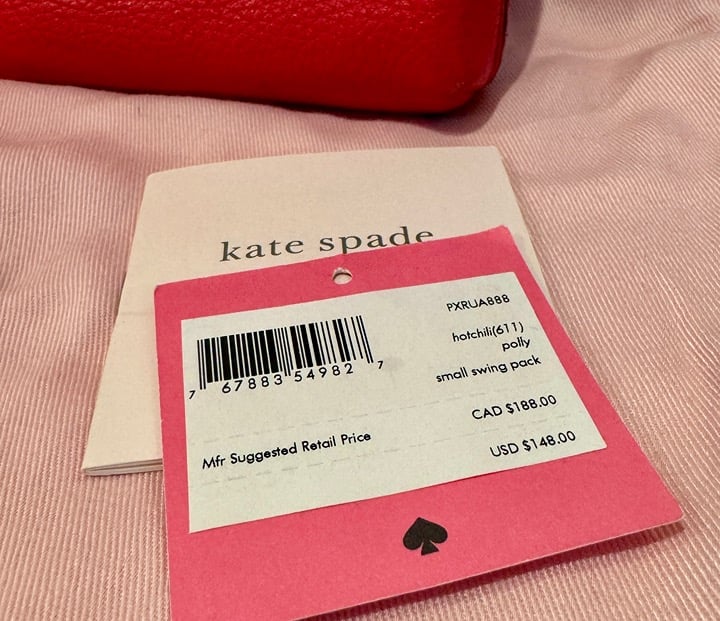 kate spade
PXRUA888
hotchili(611)
polly
small swing pack
7 67883 54982 7
CAD $188.00
Mfr Suggested Retail Price
USD $148.00